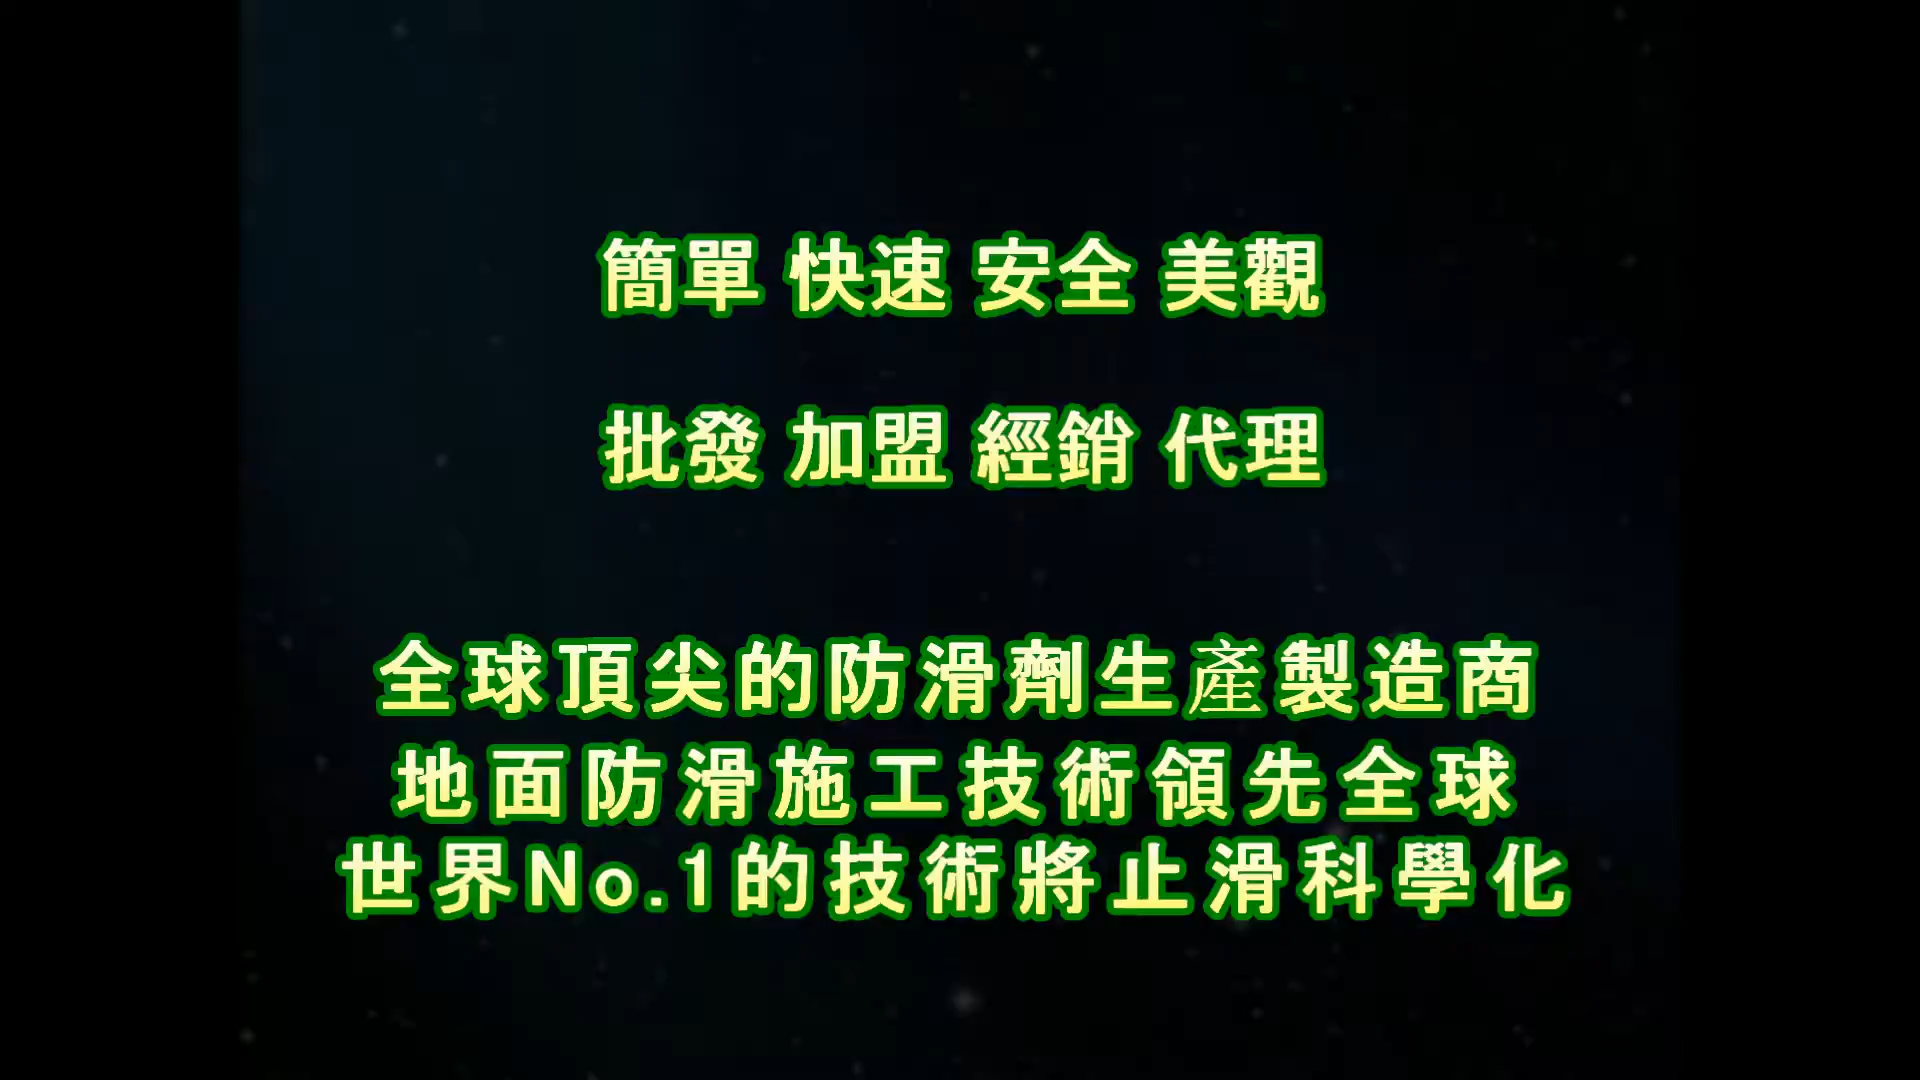 簡單 快速 安全 美觀
批發 加盟 經銷 代理
全球頂尖的防滑劑生產製造商
地面防滑施工技術領先全球
世界No.1的技術將止滑科學化